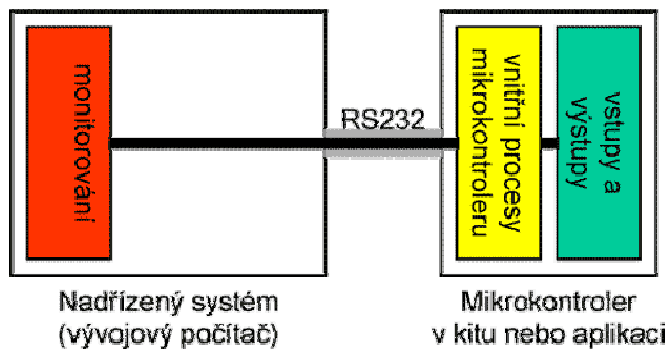 monitorování
RS232
vnitřní procesy
mikrokontroleru
vstupy a
výstupy
Nadřízený systém
(vývojový počítač)
Mikrokontroler
v kitu nebo aplikaci